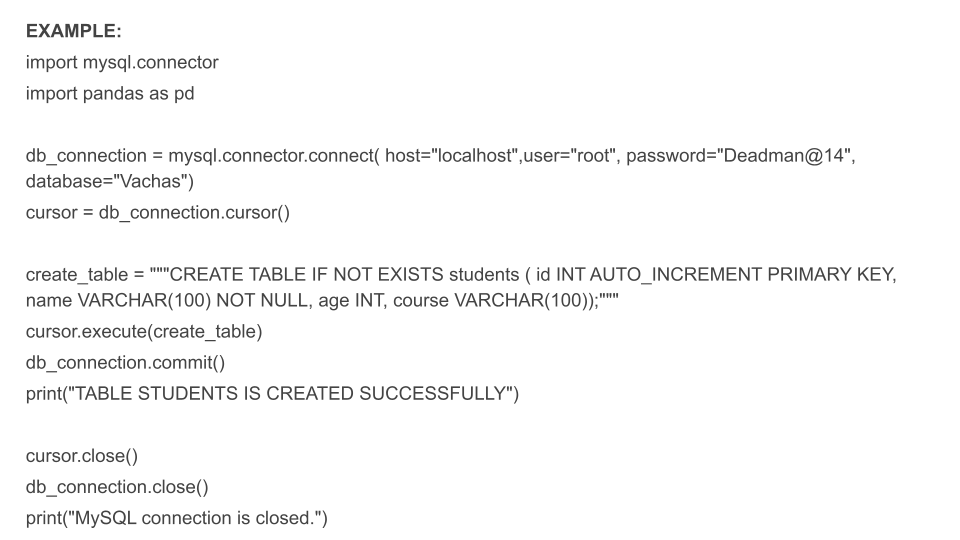 EXAMPLE:
import mysql.connector
import pandas as pd
db_connection = mysql.connector.connect( host="localhost",user="root", password="Deadman@14",
database="Vachas")
cursor = db_connection.cursor()
create_table = """CREATE TABLE IF NOT EXISTS students ( id INT AUTO_INCREMENT PRIMARY KEY,
name VARCHAR(100) NOT NULL, age INT, course VARCHAR(100));"""
cursor.execute(create_table)
db_connection.commit()
print("TABLE STUDENTS IS CREATED SUCCESSFULLY")
cursor.close()
db_connection.close()
print("MySQL connection is closed.")